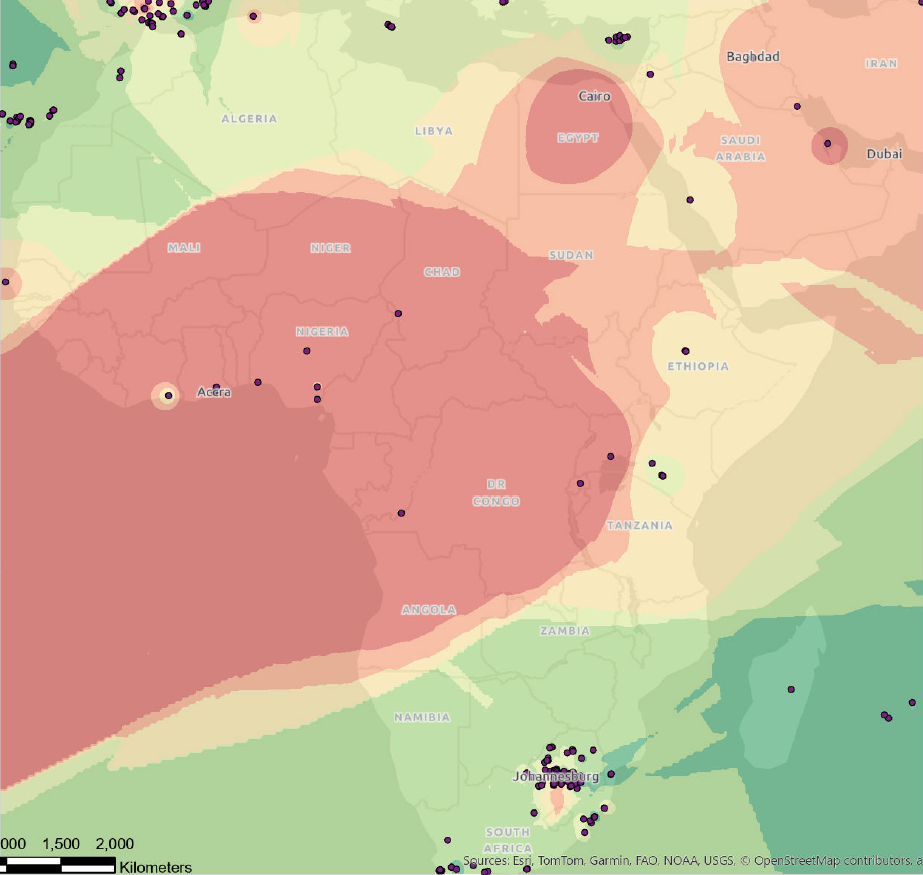 Baghdad
IRAN
Cairo
ALGERIA
LIBYA
EGYPT
SAUDI
ARABIA
Dubai
MALI
NIGER
SUDAN
CHAD
NIGERIA
ETHIOPIA
Accra
DR
CONGO
TANZANIA
ANGOLA
ZAMBIA
NAMIBIA
Johannesburg
SOUTH
AFRICA
000 1,500 2,000
Kilometers
Sources: Esri, TomTom, Garmin, FAO, NOAA, USGS, © OpenStreetMap contributors, a